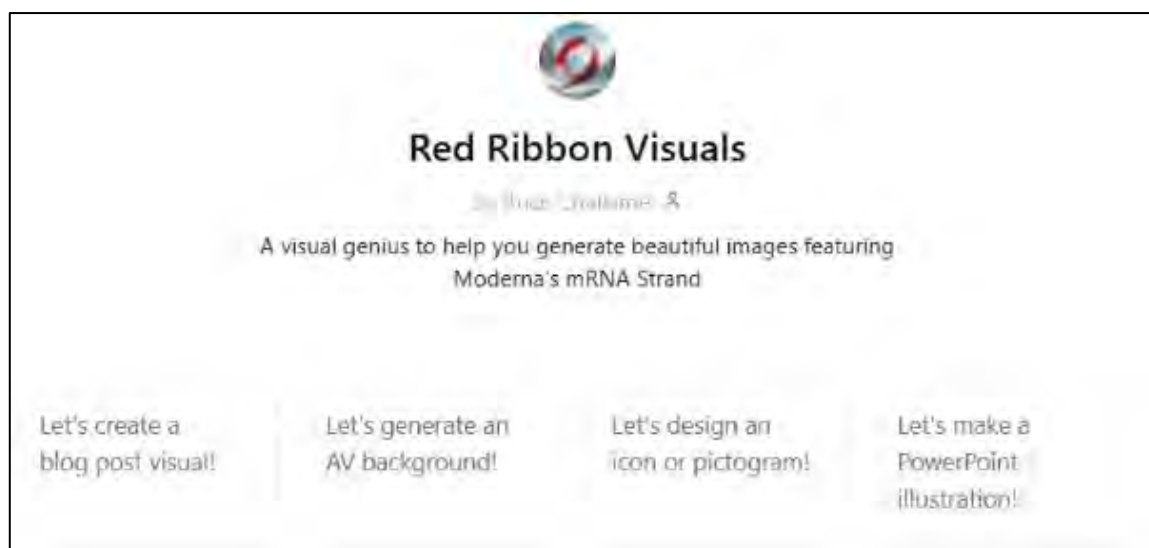 Red Ribbon Visuals
By
A visual genius to help you generate beautiful images featuring
Moderna's mRNA Strand
Let's create a
blog post visual!
Let's generate an
AV background!
Let's design an
icon or pictogram!
Let's make a
PowerPoint
illustration!